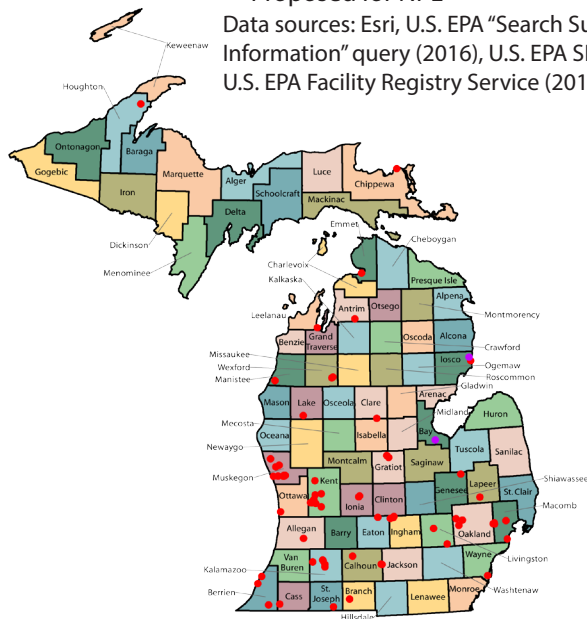 Proposed for NPL
Data sources: Esri, U.S. EPA “Search Su
Information” query (2016), U.S. EPA SE
U.S. EPA Facility Registry Service (201
Keweenaw
Houghton
Ontonagon
Baraga
Gogebic
Marquette
Alger
Luce
Chippewa
Iron
Schoolcraft
Mackinac
Delta
Dickinson
Menominee
Emmet
Cheboygan
Charlevoix
Kalkaska
Presque Isle
Leelanau
Antrim
Otsego
Alpena
Montmorency
Benzie
Grand
Traverse
Oscoda
Alcona
Crawford
Missaukee
Wexford
Manistee
Iosco
Ogemaw
Roscommon
Mason
Lake
Osceola
Clare
Arenac
Gladwin
Mecosta
Oceana
Isabella
Midland
Bay
Huron
Newaygo
Muskegon
Montcalm
Gratiot
Saginaw
Tuscola
Sanilac
Ottawa
Kent
Ionia
Clinton
Shiawassee
Genesee
Lapeer
St. Clair
Macomb
Allegan
Barry
Eaton
Ingham
Oakland
Livingston
Kalamazoo
Van
Buren
Calhoun
Jackson
Wayne
Washtenaw
Berrien
Cass
St.
Joseph
Branch
Hillsdale
Lenawee
Monroe